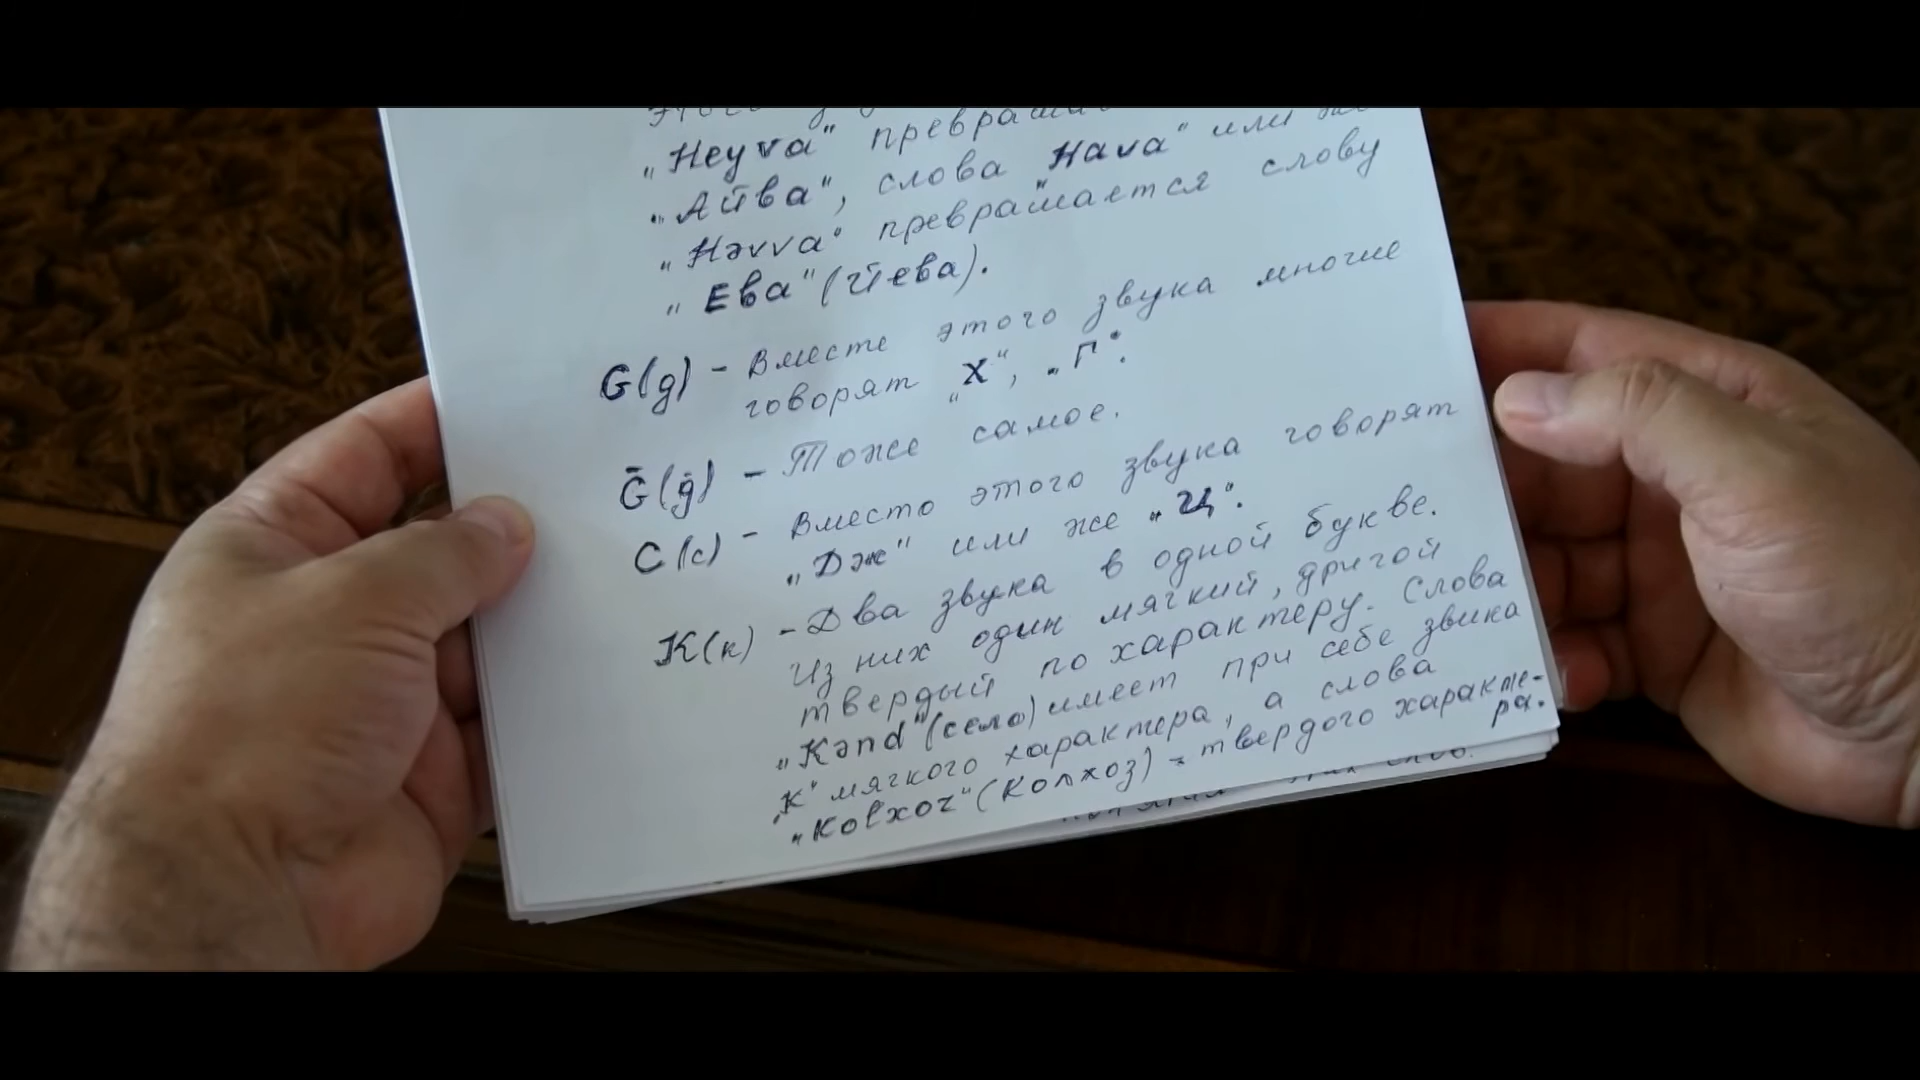 „Heyva“ превраща
„Айва“, слова „Hava“ или же
„Həvva“ превращается слову
„Ева“ (Йева).
G(g) - Вместе этого звука многие
говорят „Х“, „Г“.
Ḡ(ġ) - Тоже самое.
C(c) - Вместо этого звука говорят
„Дж“ или же „Ц“.
K(к) - Два звука в одной букве.
Из них один мягкий, другой
твердый по характеру. Слова
„Kənd“ (село) имеет при себе звука
„К“ мягкого характера, а слова
„Kolxoz“ (Колхоз) - твердого характе-
ра.